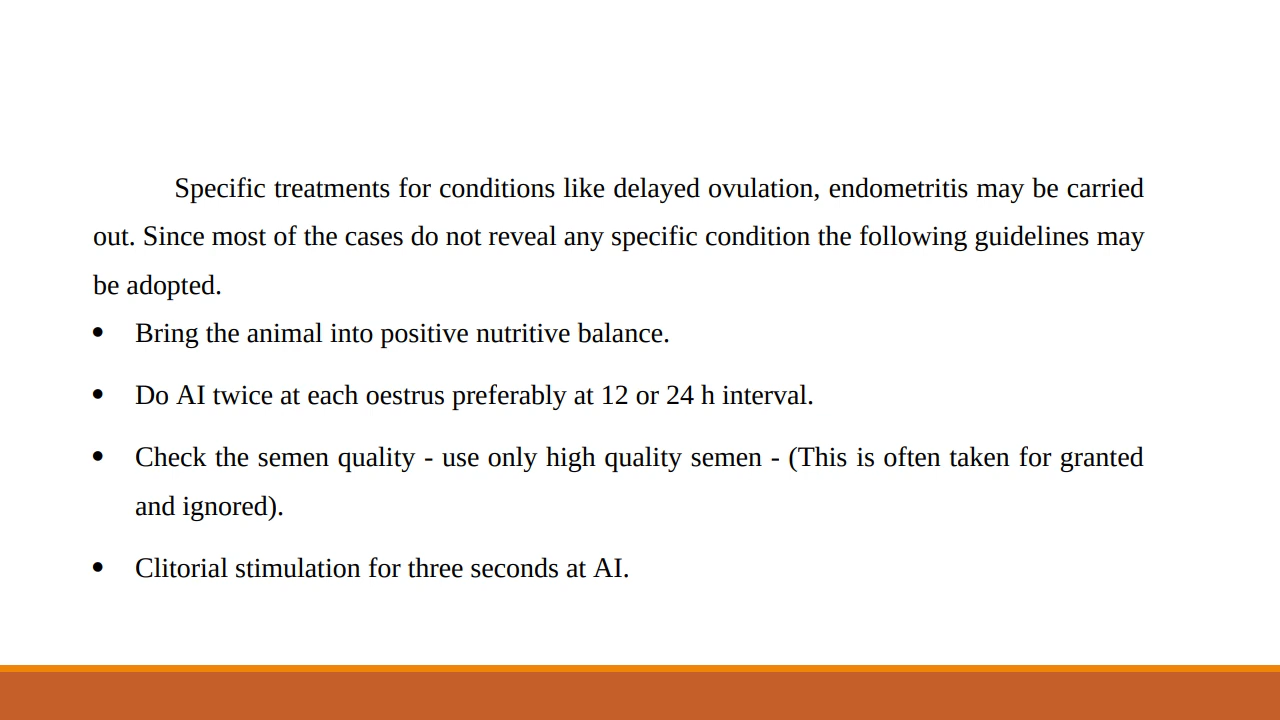 Specific treatments for conditions like delayed ovulation, endometritis may be carried
out. Since most of the cases do not reveal any specific condition the following guidelines may
be adopted.
• Bring the animal into positive nutritive balance.
• Do AI twice at each oestrus preferably at 12 or 24 h interval.
• Check the semen quality - use only high quality semen - (This is often taken for granted
and ignored).
• Clitorial stimulation for three seconds at AI.